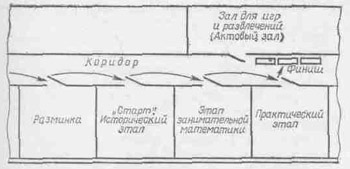 Зал для игр
и развлечений
(Актовый зал)
Коридор
Финиш
Разминка
„Старт”.
Исторический
этап
Этап
занимательной
математики
Практический
этап